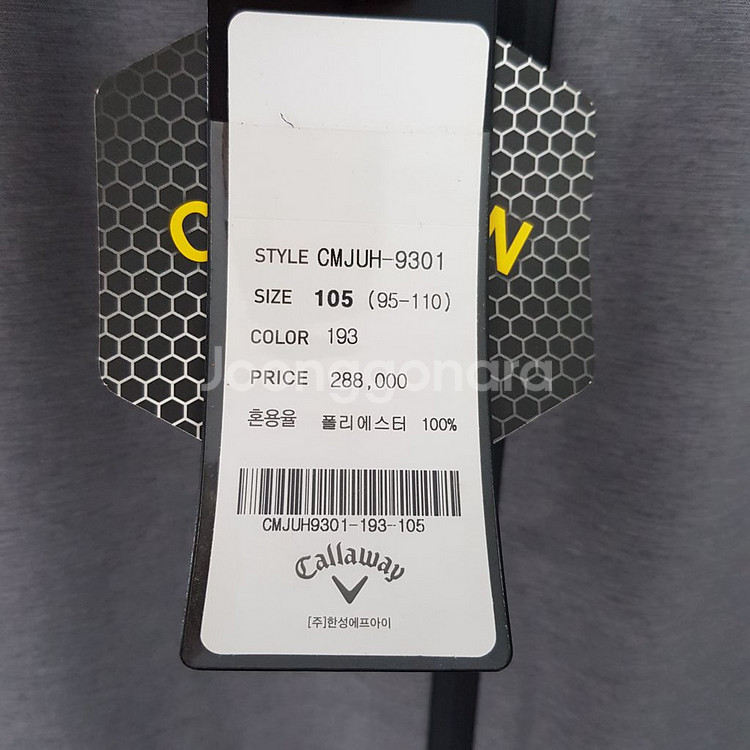 STYLE CMJUH-9301
SIZE 105 (95-110)
COLOR 193
PRICE 288,000
Joonggonara
혼용율 폴리에스터 100%
CMJUH9301-193-105
Callaway
[주]한성에프아이